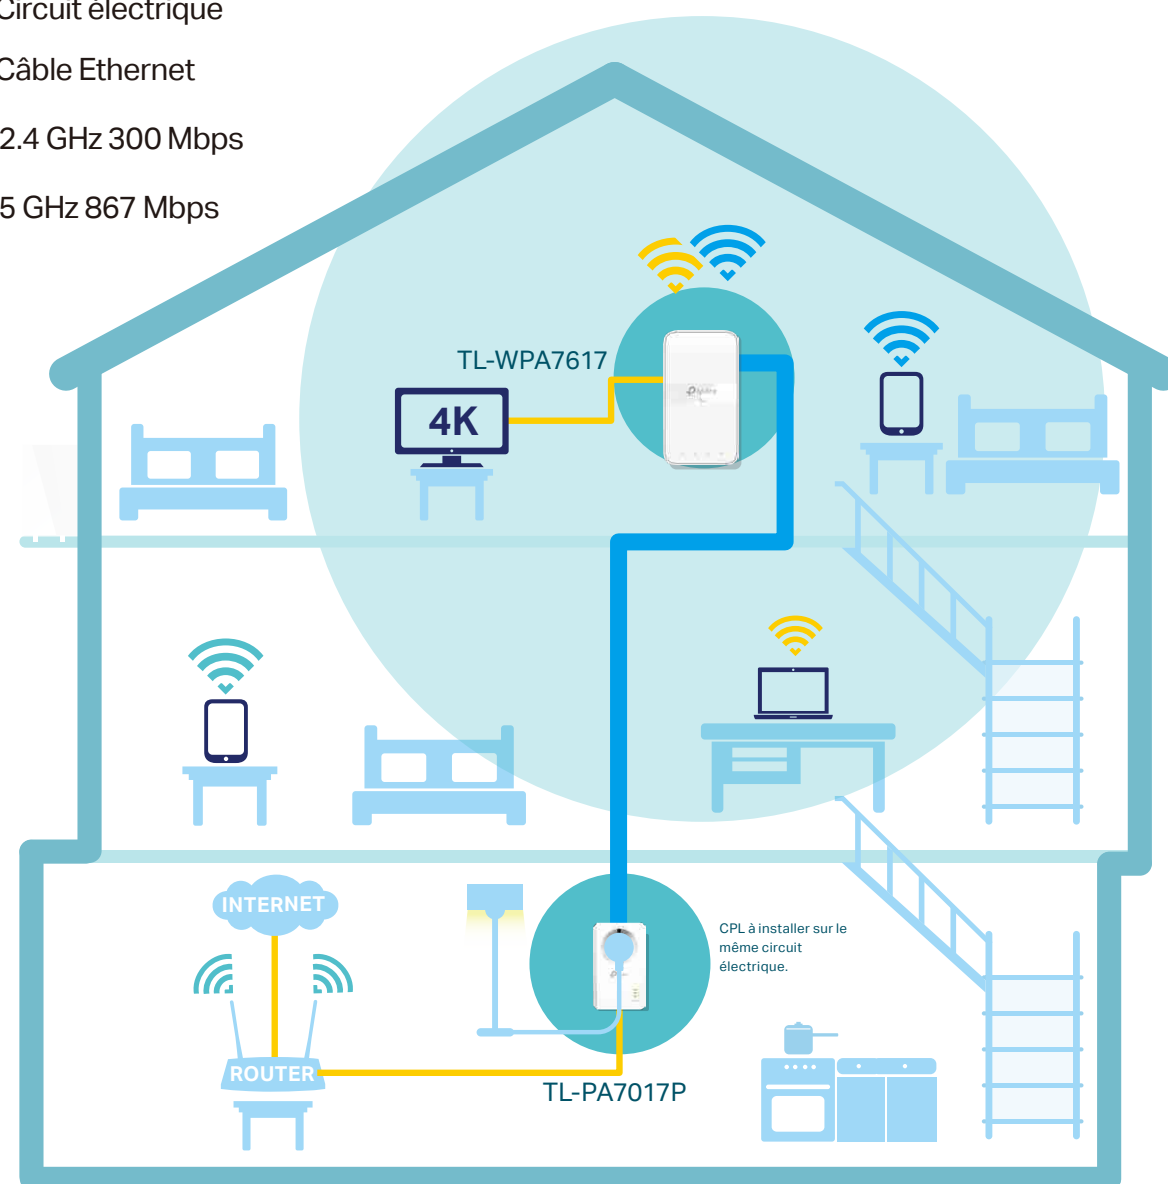 Circuit électrique
Câble Ethernet
2.4 GHz 300 Mbps
5 GHz 867 Mbps
TL-WPA7617
4K
INTERNET
CPL à installer sur le
même circuit
électrique.
ROUTER
TL-PA7017P